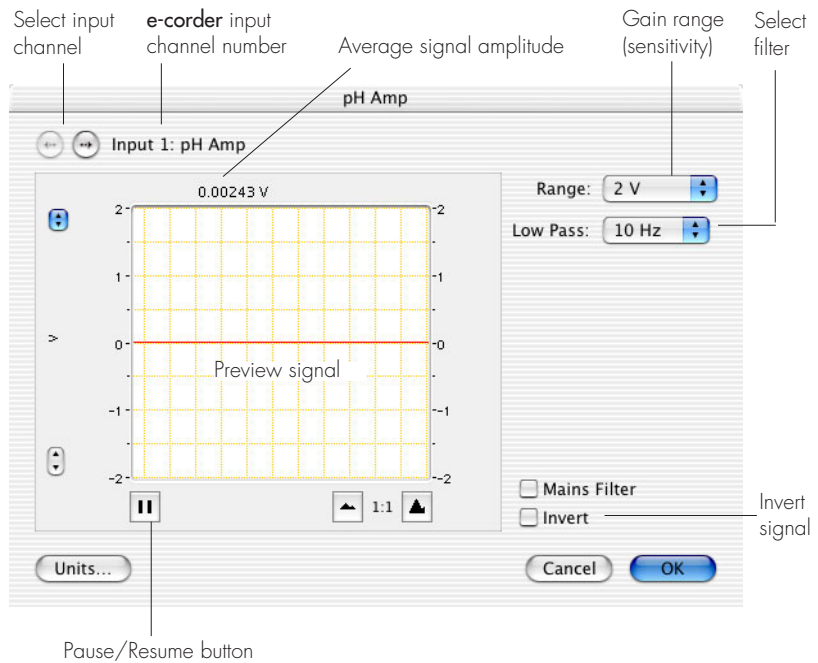 Select input
channel
e-corder input
channel number
Average signal amplitude
Gain range
(sensitivity)
Select
filter
pH Amp
Input 1: pH Amp
0.00243 V
Range: 2 V
Low Pass: 10 Hz
2
2
1
1
V
0
0
Preview signal
-1
-1
-2
-2
1:1
Mains Filter
Invert
Invert
signal
Units...
Cancel
OK
Pause/Resume button